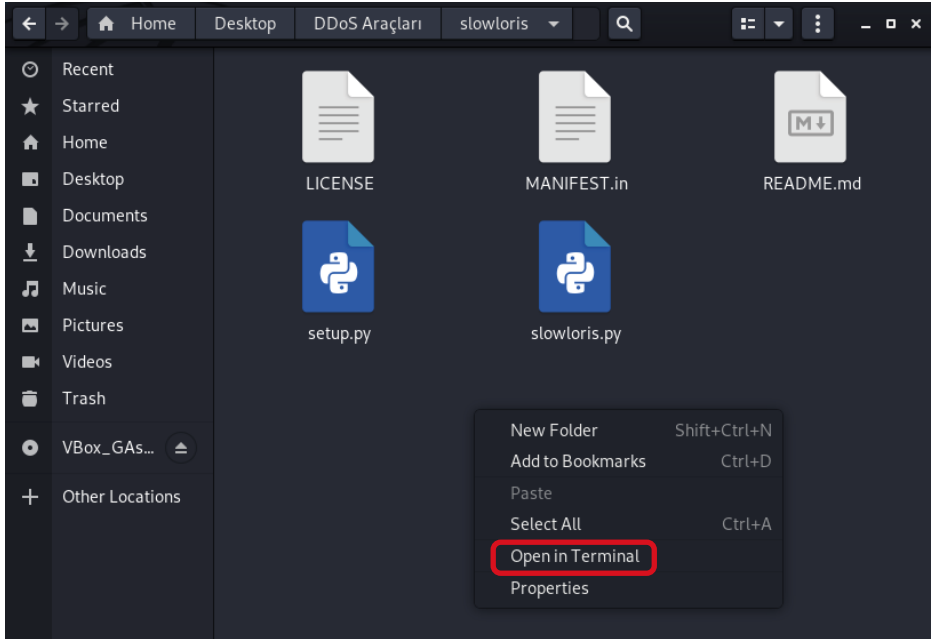 Home Desktop DDoS Araçları slowloris
Recent
Starred
Home
Desktop
Documents
Downloads
Music
Pictures
Videos
Trash
VBox_GAs...
Other Locations
LICENSE MANIFEST.in README.md
setup.py slowloris.py
New Folder Shift+Ctrl+N
Add to Bookmarks Ctrl+D
Paste
Select All Ctrl+A
Open in Terminal
Properties